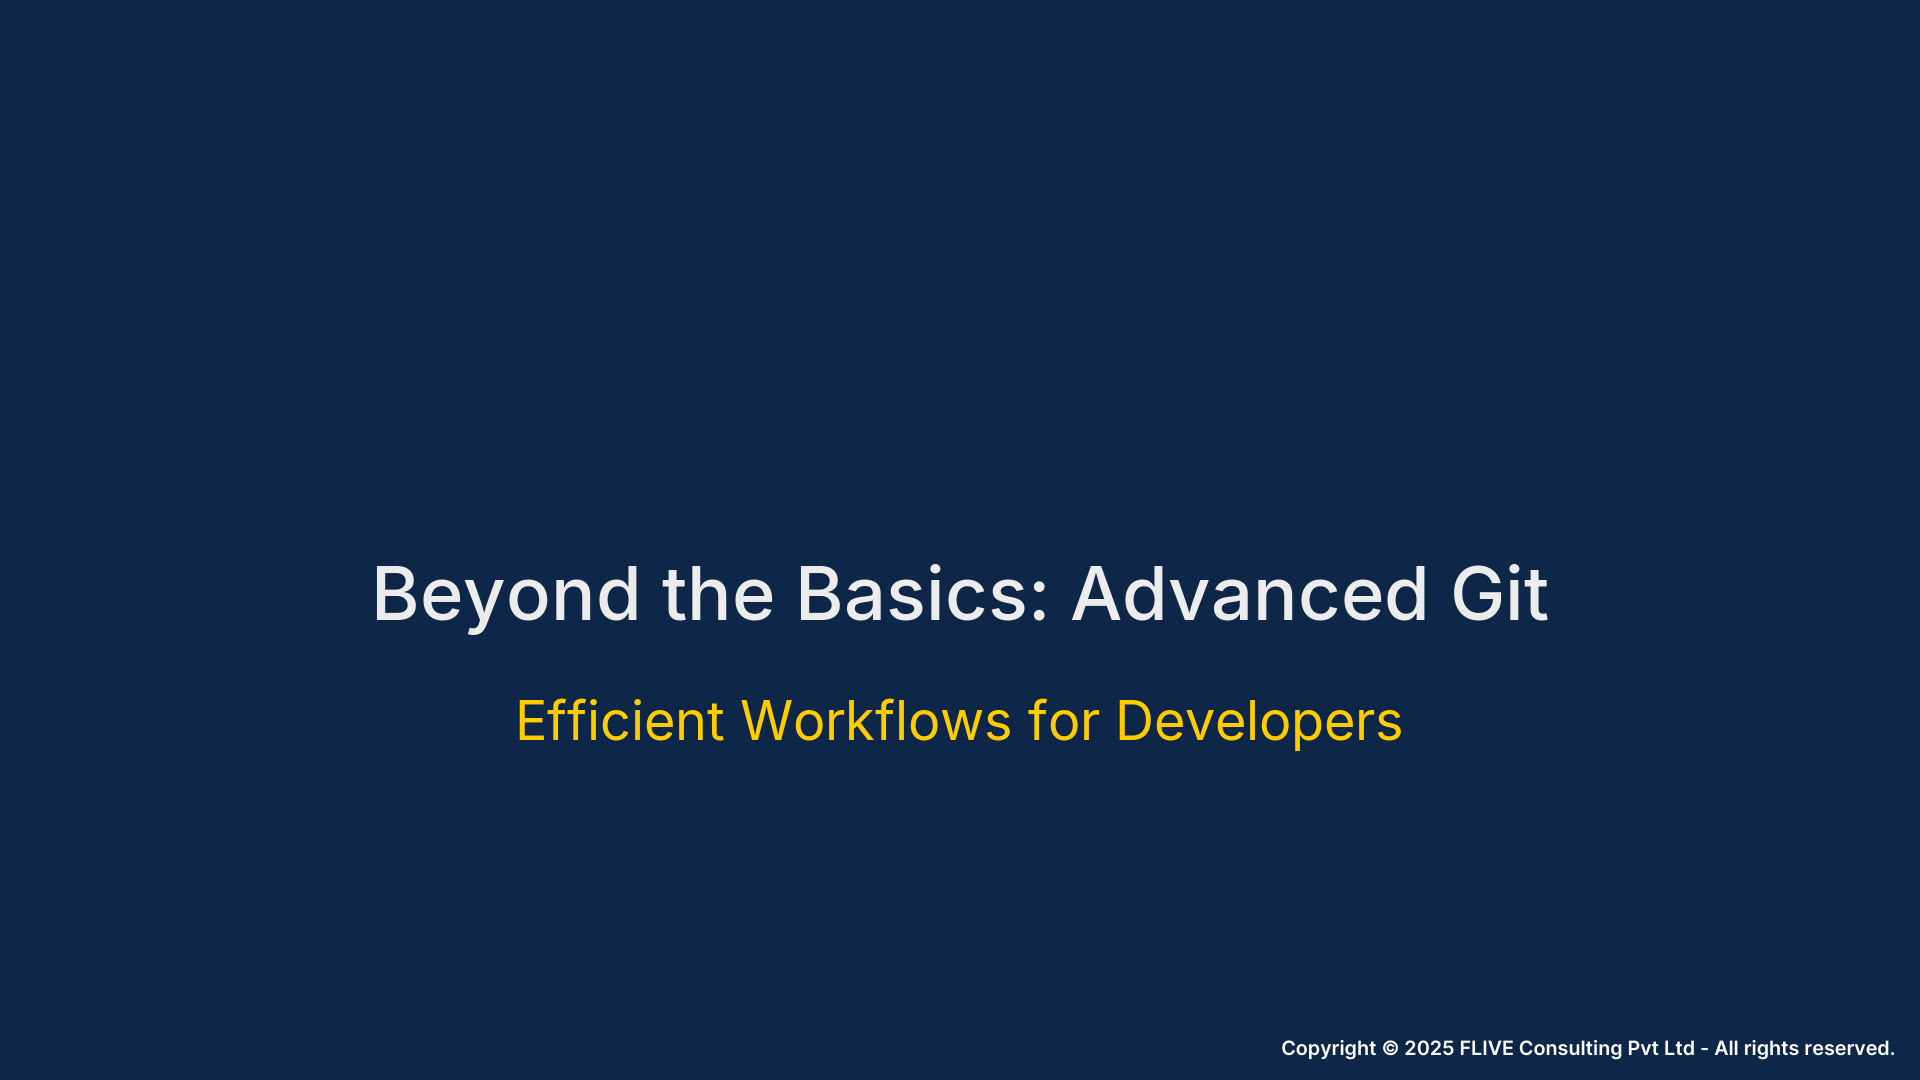 Beyond the Basics: Advanced Git
Efficient Workflows for Developers
Copyright © 2025 FLIVE Consulting Pvt Ltd - All rights reserved.